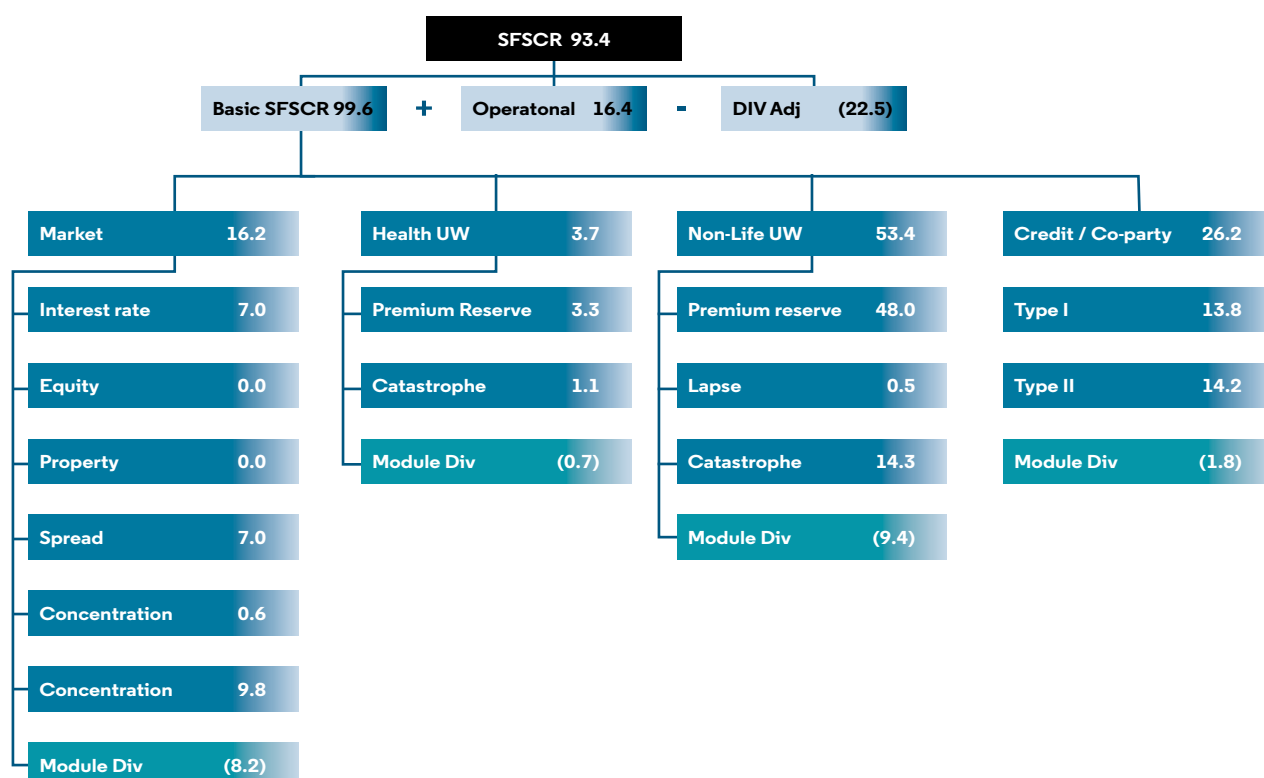 SFSCR 93.4
Basic SFSCR 99.6 + Operatonal 16.4 - DIV Adj (22.5)
Market 16.2
Interest rate 7.0
Equity 0.0
Property 0.0
Spread 7.0
Concentration 0.6
Concentration 9.8
Module Div (8.2)
Health UW 3.7
Premium Reserve 3.3
Catastrophe 1.1
Module Div (0.7)
Non-Life UW 53.4
Premium reserve 48.0
Lapse 0.5
Catastrophe 14.3
Module Div (9.4)
Credit / Co-party 26.2
Type I 13.8
Type II 14.2
Module Div (1.8)